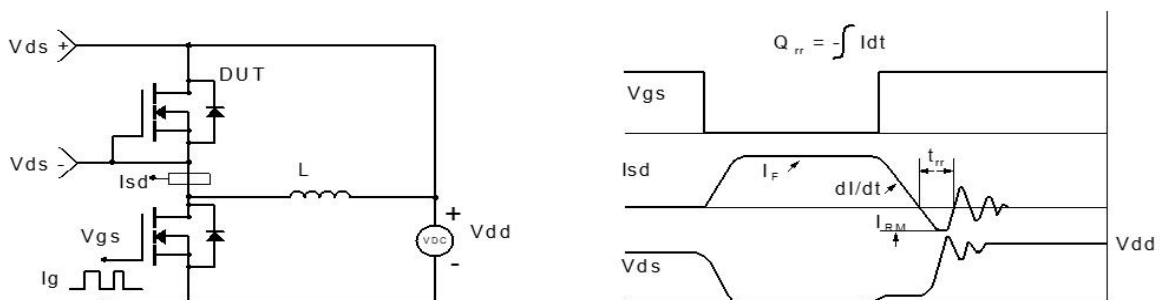 Vds +
DUT
Vds -
Isd
L
+
Vdd
VDC
-
Vgs
Ig
Q rr = -∫ Idt
Vgs
Isd
I F
dI/dt
t rr
I RM
Vds
Vdd